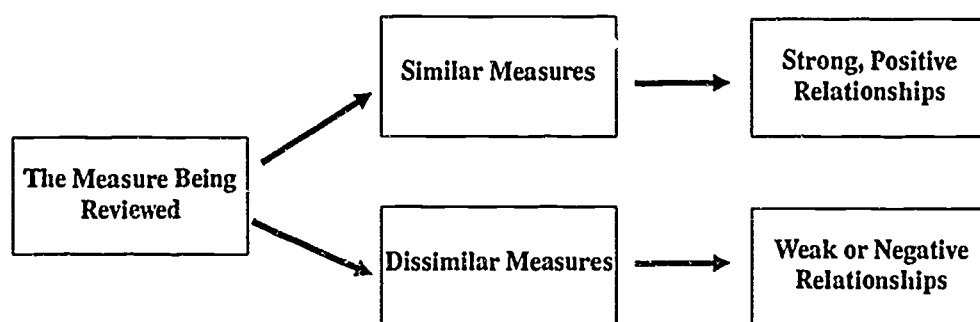 Similar Measures
Strong, Positive
Relationships
The Measure Being
Reviewed
Dissimilar Measures
Weak or Negative
Relationships